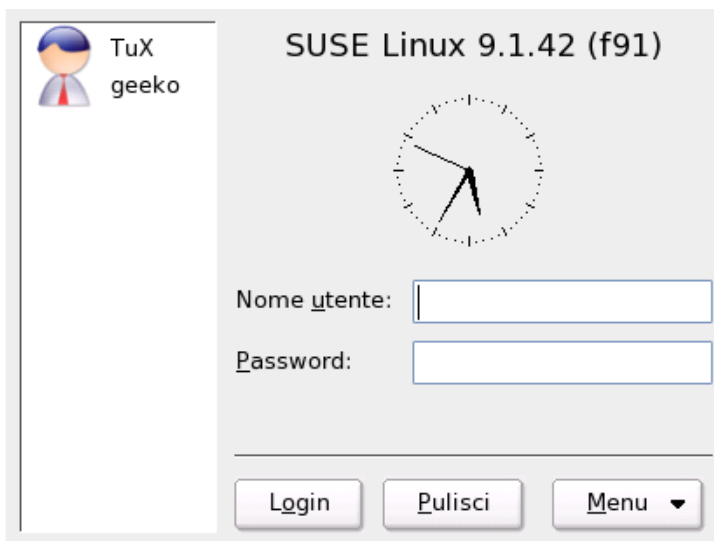 TuX
geeko
SUSE Linux 9.1.42 (f91)
Nome utente:
Password:
Login
Pulisci
Menu